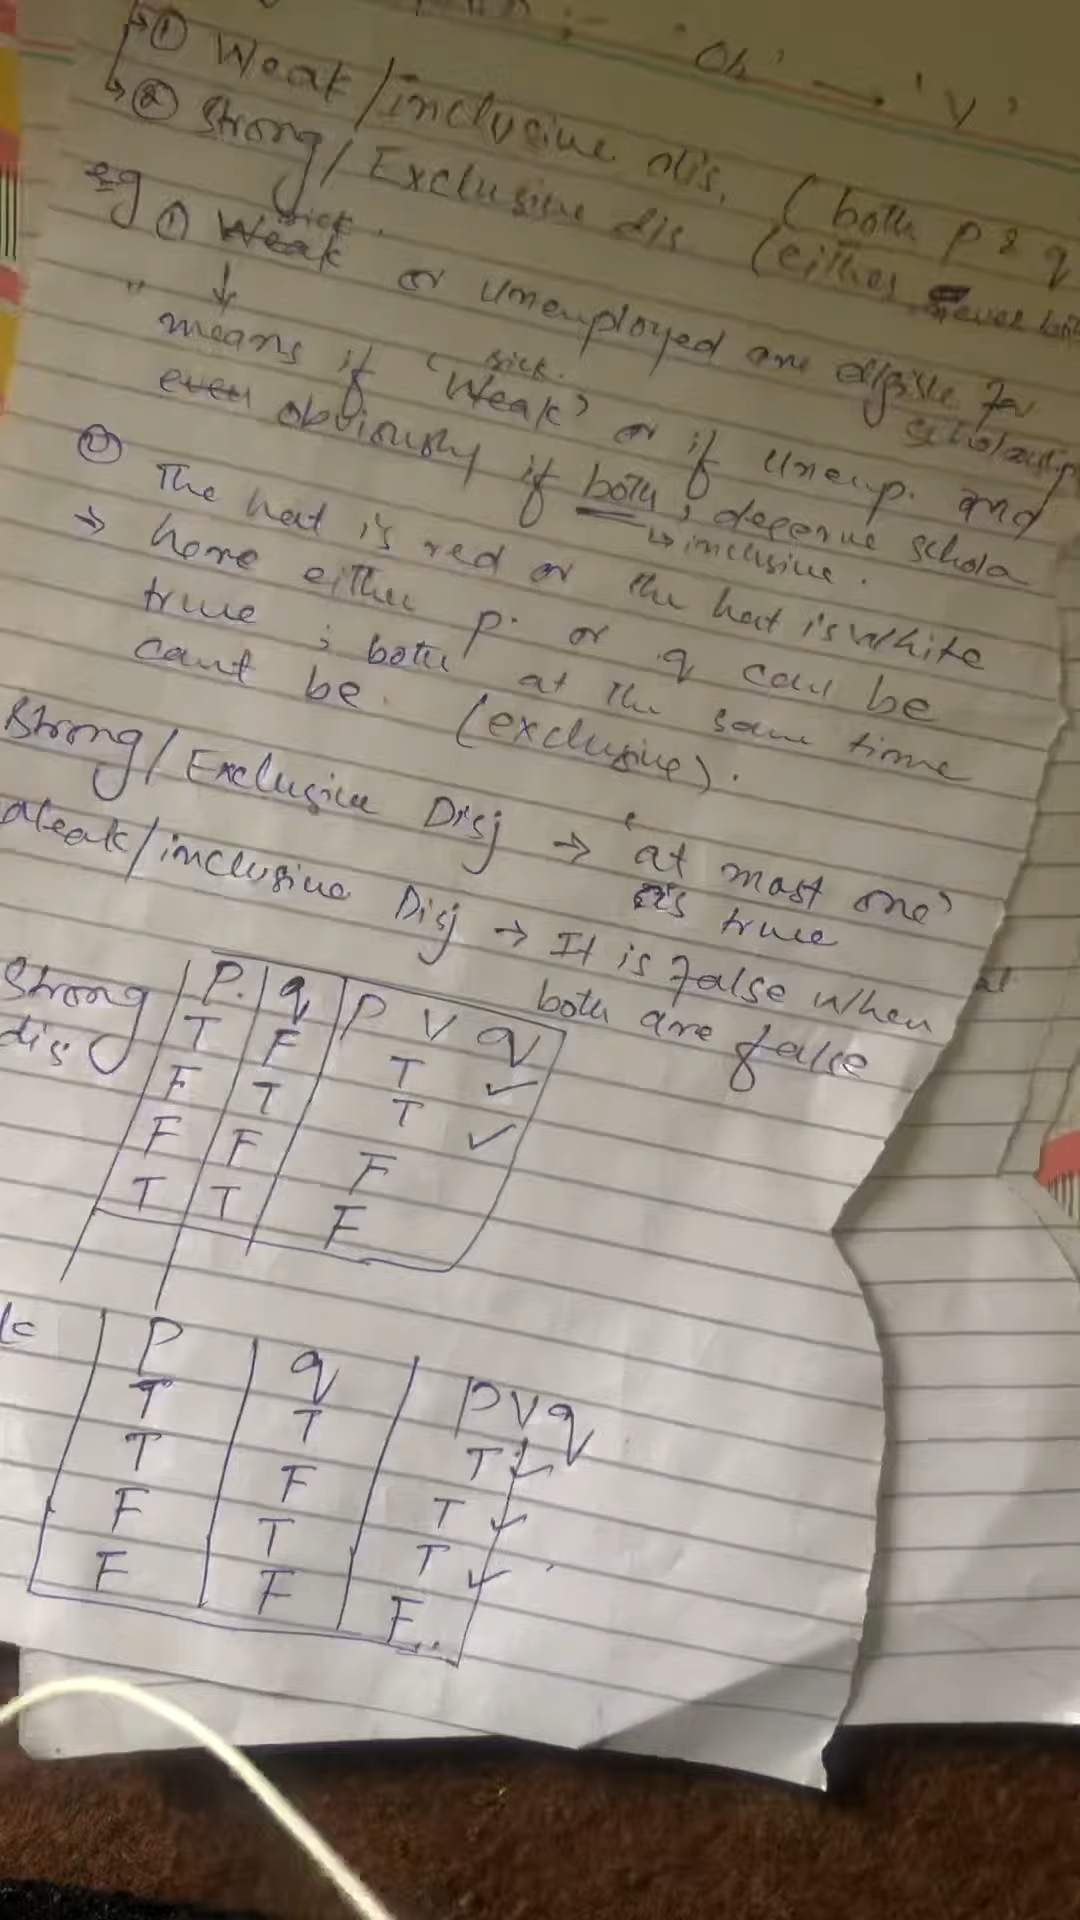 'Or' → 'v'
→ ① Weak/inclusive dis. (both p & q
→ ② Strong/Exclusive dis (either never both
eg ① sick. or unemployed are eligible for scholarship
means if 'sick.' or if unemp. and
obviously if both, deserve schola
↳ inclusive.
② The hat is red or the hat is white
→ here either p. or q can be
true ; both at the same time
cant be. (exclusive).
Strong/Exclusive Disj → 'at most one'
is true
Weak/inclusive Disj → It is false when
both are false
Strong dis: P. q P v q
T F T ✓
F T T ✓
F F F
T T F
P q P v q
T T T ✓
T F T ✓
F T T ✓
F F F.